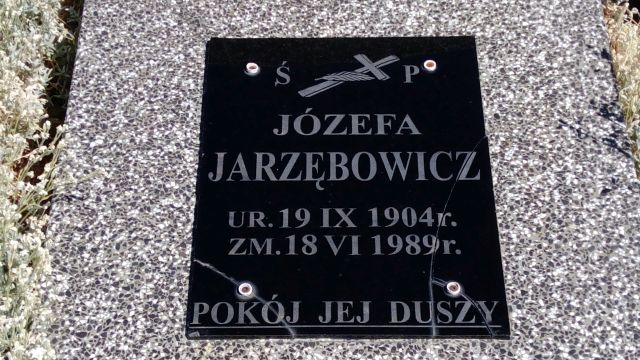 Ś P
JÓZEFA
JARZĘBOWICZ
UR. 19 IX 1904r.
ZM. 18 VI 1989r.
POKÓJ JEJ DUSZY